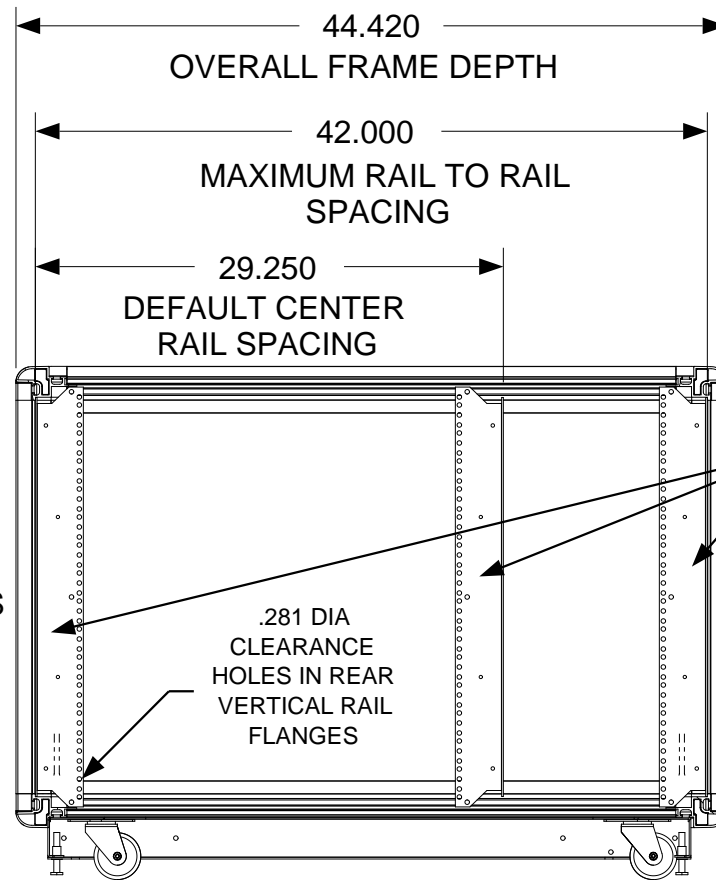 44.420
OVERALL FRAME DEPTH
42.000
MAXIMUM RAIL TO RAIL
SPACING
29.250
DEFAULT CENTER
RAIL SPACING
.281 DIA
CLEARANCE
HOLES IN REAR
VERTICAL RAIL
FLANGES